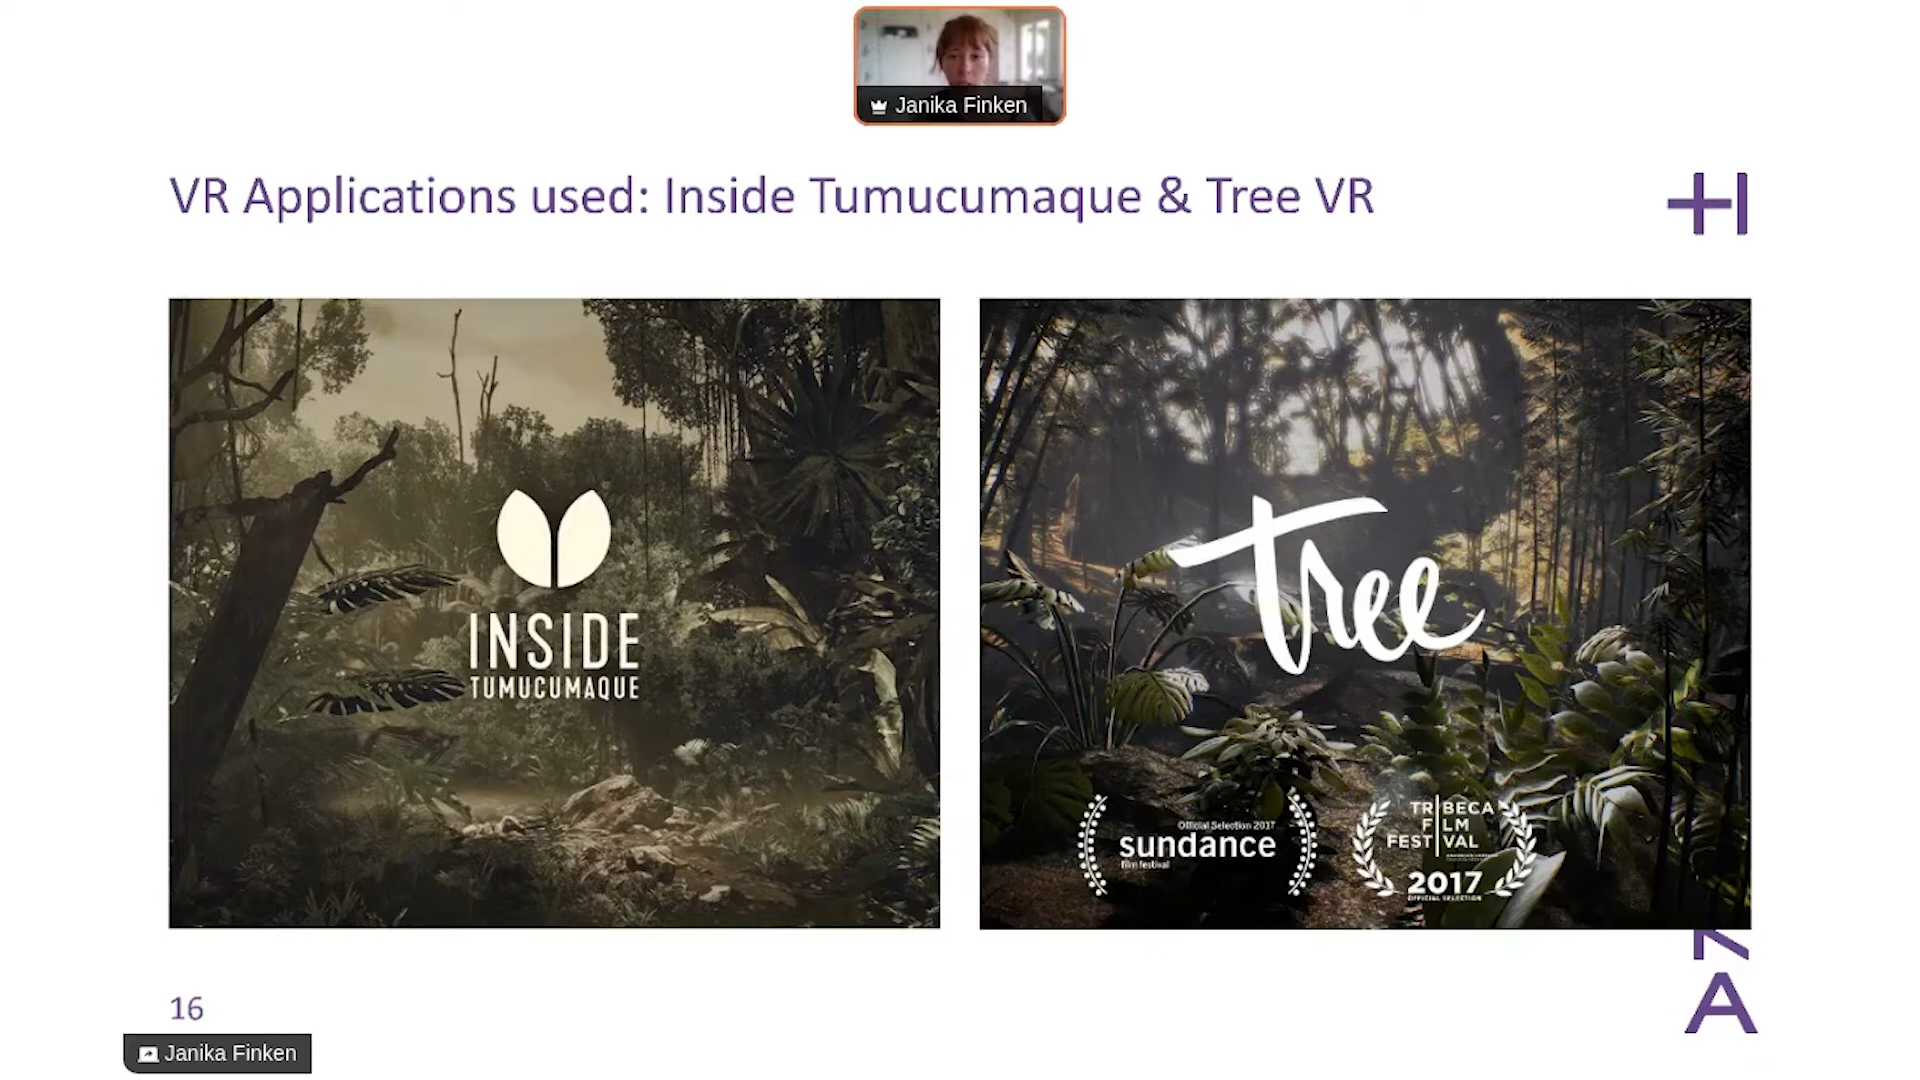 Janika Finken
VR Applications used: Inside Tumucumaque & Tree VR
INSIDE
TUMUCUMAQUE
Tree
Official Selection 2017
sundance
film festival
TRIBECA
FILM
FESTIVAL
2017
OFFICIAL SELECTION
16
A
Janika Finken